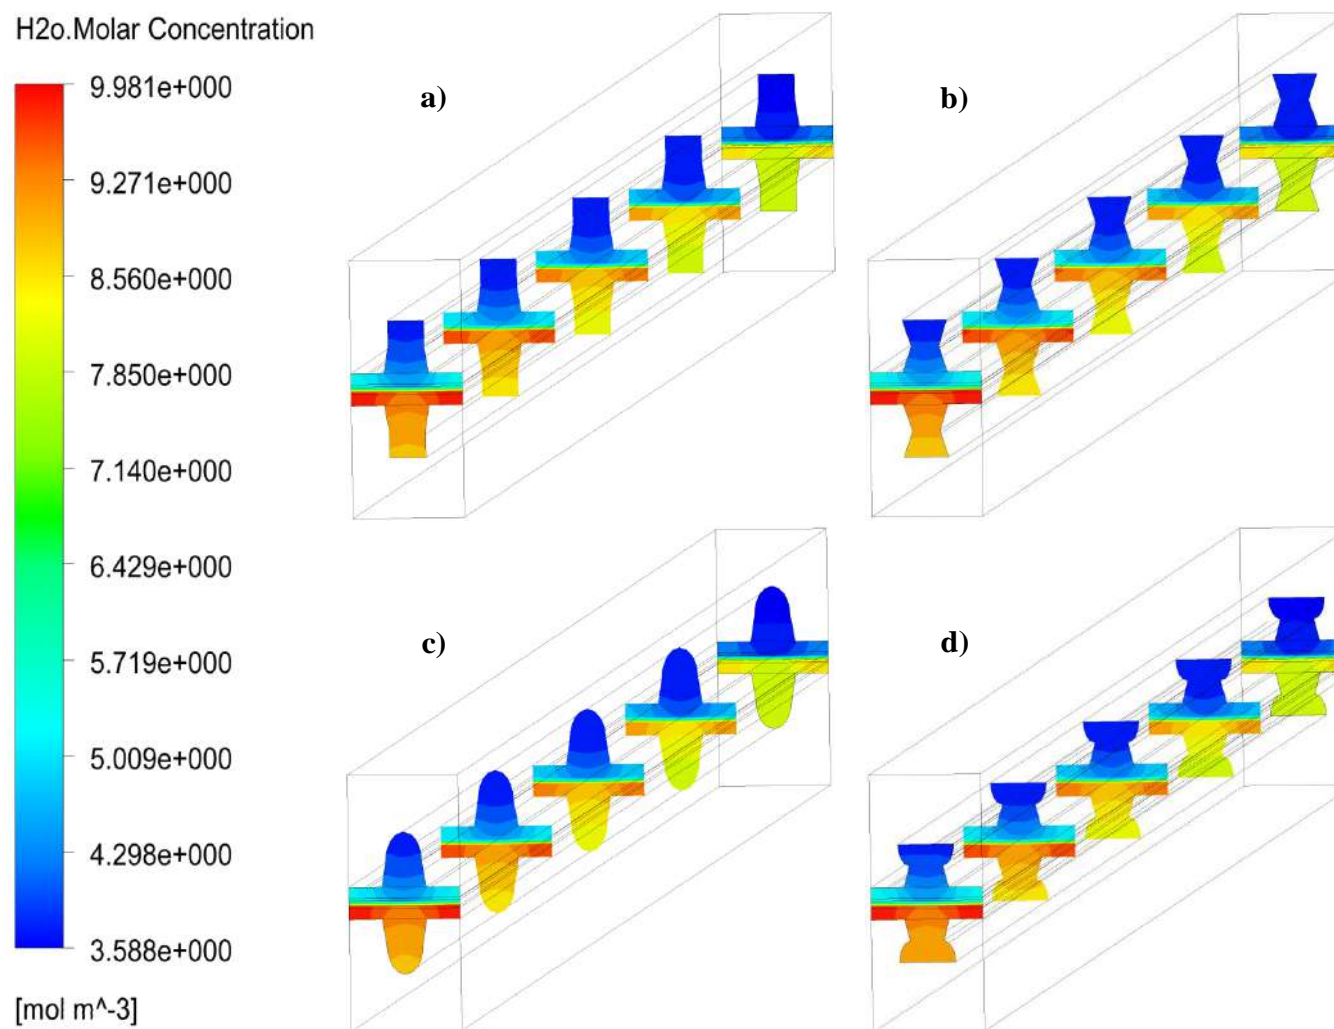 H2o.Molar Concentration
9.981e+000
9.271e+000
8.560e+000
7.850e+000
7.140e+000
6.429e+000
5.719e+000
5.009e+000
4.298e+000
3.588e+000
[mol m^-3]
a)
b)
c)
d)